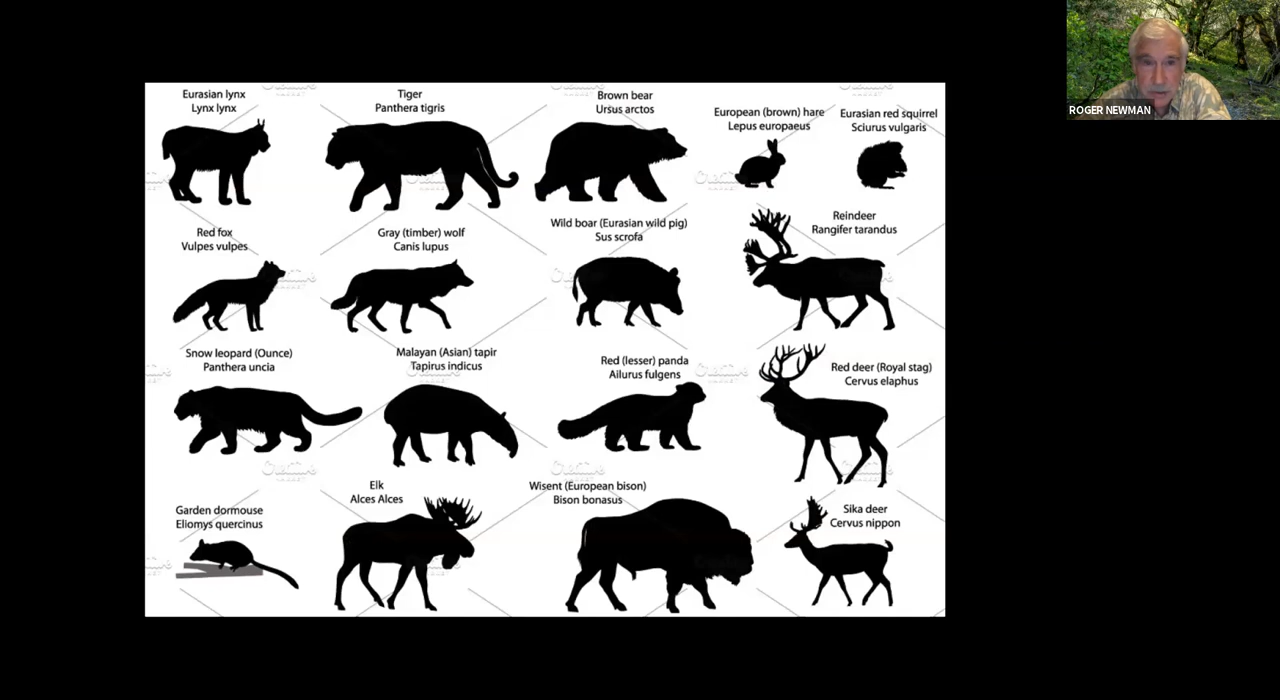 Eurasian lynx
Lynx lynx
Tiger
Panthera tigris
Brown bear
Ursus arctos
European (brown) hare
Lepus europaeus
Eurasian red squirrel
Sciurus vulgaris
ROGER NEWMAN
Red fox
Vulpes vulpes
Gray (timber) wolf
Canis lupus
Wild boar (Eurasian wild pig)
Sus scrofa
Reindeer
Rangifer tarandus
Snow leopard (Ounce)
Panthera uncia
Malayan (Asian) tapir
Tapirus indicus
Red (lesser) panda
Ailurus fulgens
Red deer (Royal stag)
Cervus elaphus
Garden dormouse
Eliomys quercinus
Elk
Alces Alces
Wisent (European bison)
Bison bonasus
Sika deer
Cervus nippon